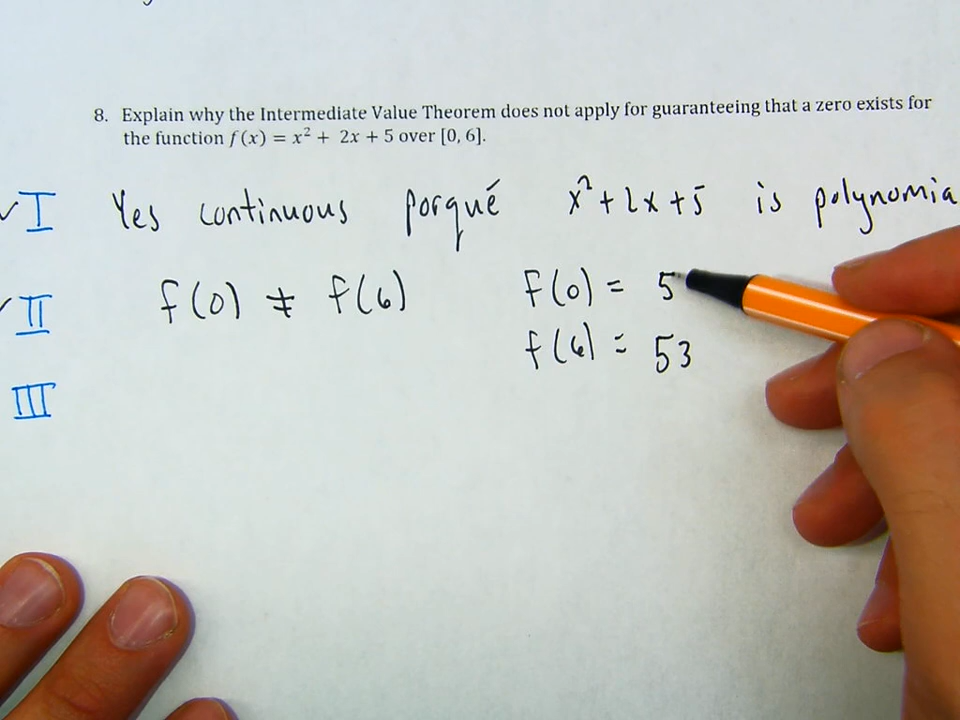 8. Explain why the Intermediate Value Theorem does not apply for guaranteeing that a zero exists for
the function f(x) = x² + 2x + 5 over [0, 6].
✓ I Yes continuous porqué x² + 2x + 5 is polynomia
✓ II f(0) ≠ f(6) f(0) = 5
f(6) = 53
III